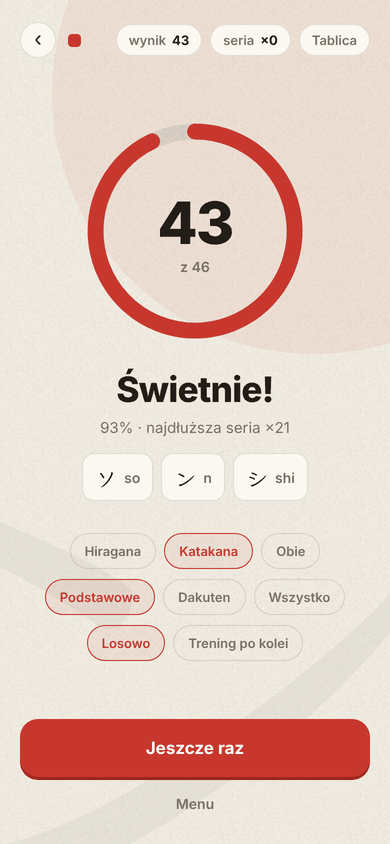 wynik 43 seria ×0 Tablica
43
z 46
Świetnie!
93% · najdłuższa seria ×21
ソ so ン n シ shi
Hiragana Katakana Obie
Podstawowe Dakuten Wszystko
Losowo Trening po kolei
Jeszcze raz
Menu